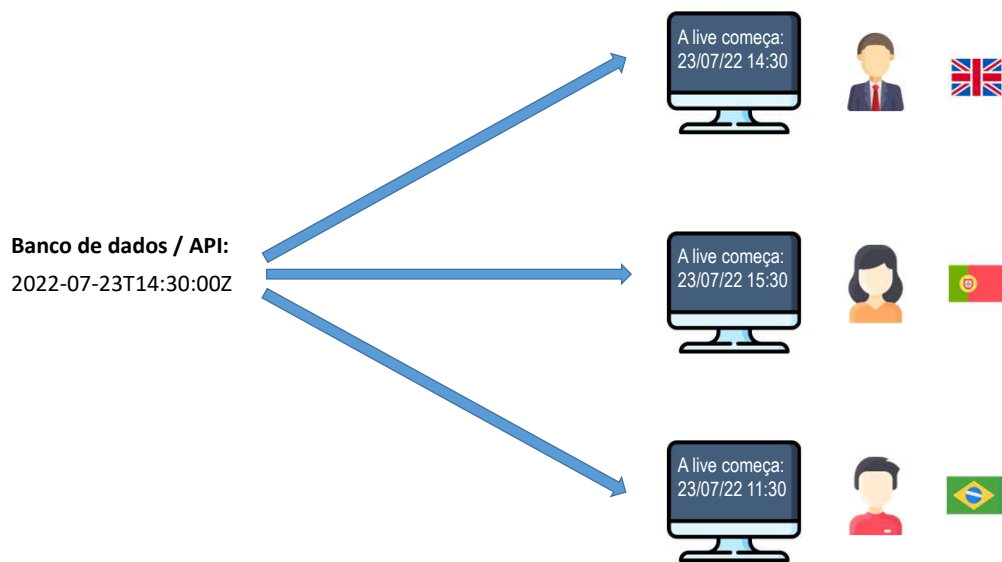 A live começa:
23/07/22 14:30
Banco de dados / API:
2022-07-23T14:30:00Z
A live começa:
23/07/22 15:30
A live começa:
23/07/22 11:30